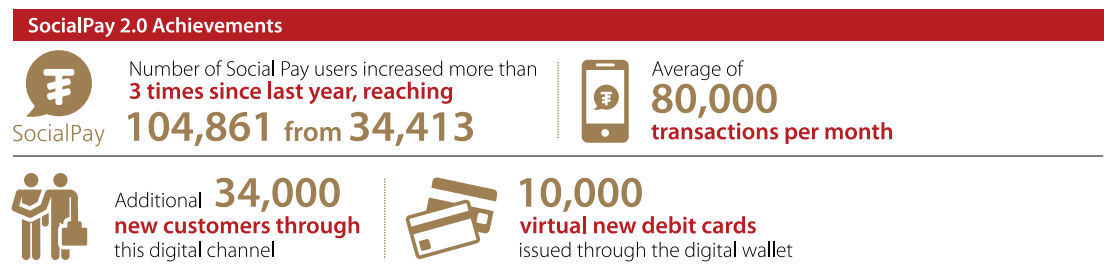 SocialPay 2.0 Achievements
SocialPay
Number of Social Pay users increased more than
3 times since last year, reaching
104,861 from 34,413
Average of
80,000
transactions per month
Additional 34,000
new customers through
this digital channel
10,000
virtual new debit cards
issued through the digital wallet